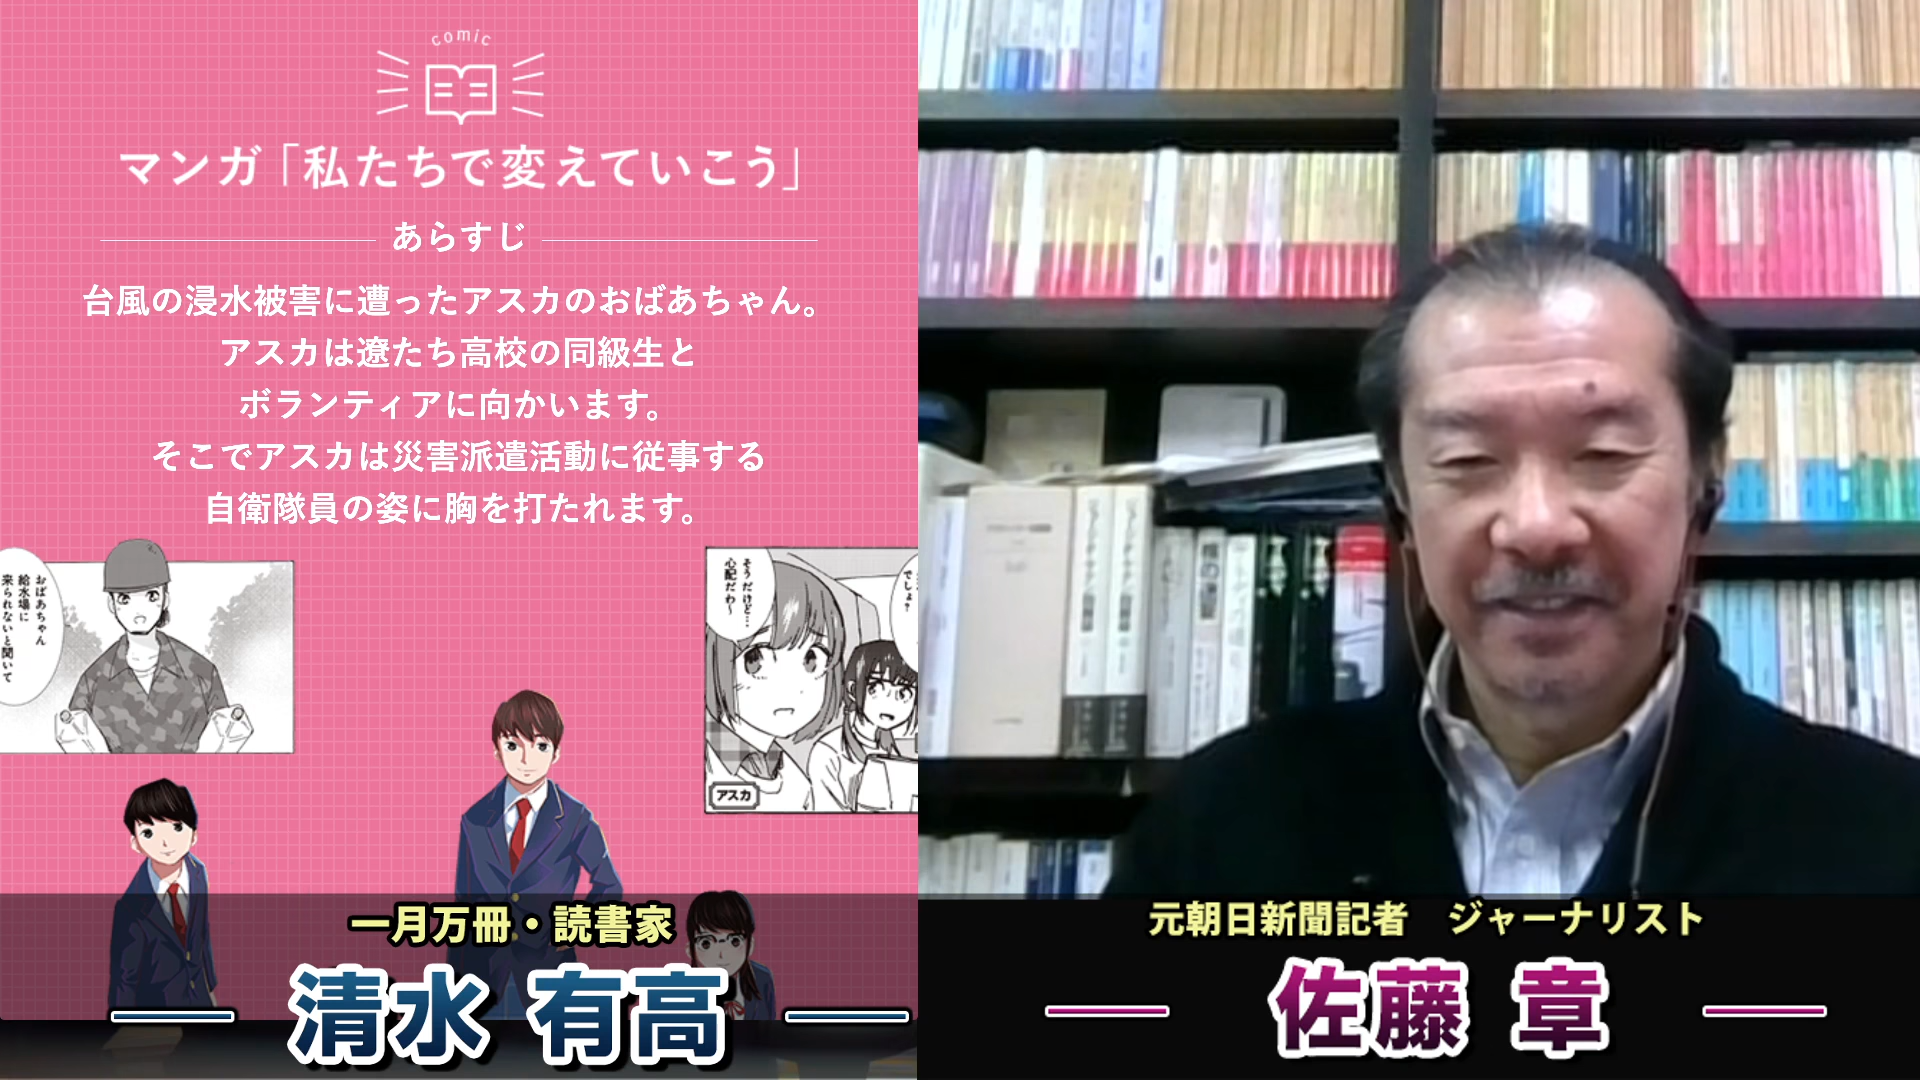 comic
マンガ「私たちで変えていこう」
あらすじ
台風の浸水被害に遭ったアスカのおばあちゃん。
アスカは遼たち高校の同級生と
ボランティアに向かいます。
そこでアスカは災害派遣活動に従事する
自衛隊員の姿に胸を打たれます。
おばあちゃん
給水場に
来られないと聞いて
そうだけど…
心配だわ~
でしょ?
アスカ
一月万冊・読書家
清水 有高
元朝日新聞記者 ジャーナリスト
佐藤 章